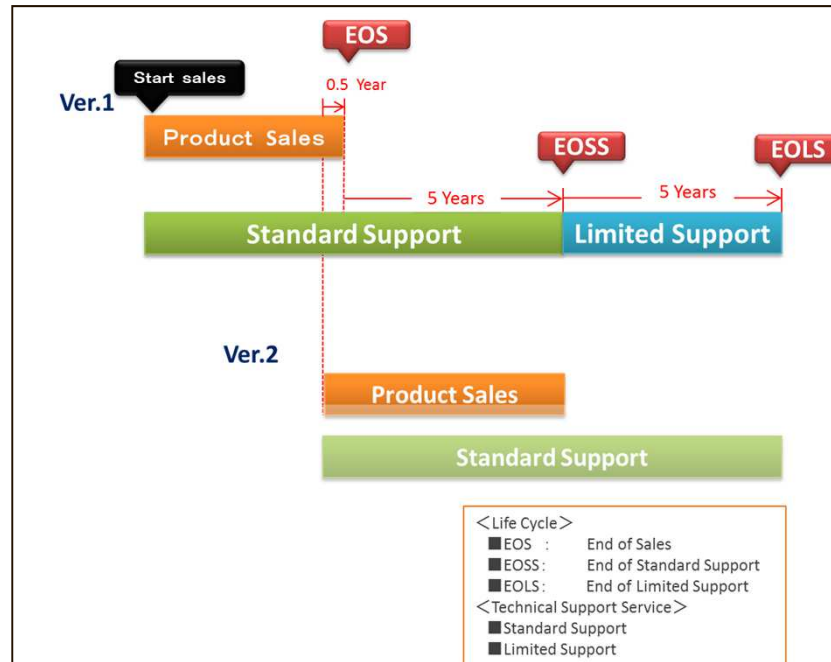 EOS
Start sales
0.5 Year
Ver.1
Product Sales
EOSS
EOLS
5 Years
5 Years
Standard Support
Limited Support
Ver.2
Product Sales
Standard Support
＜Life Cycle＞
■EOS : End of Sales
■EOSS: End of Standard Support
■EOLS: End of Limited Support
＜Technical Support Service＞
■Standard Support
■Limited Support